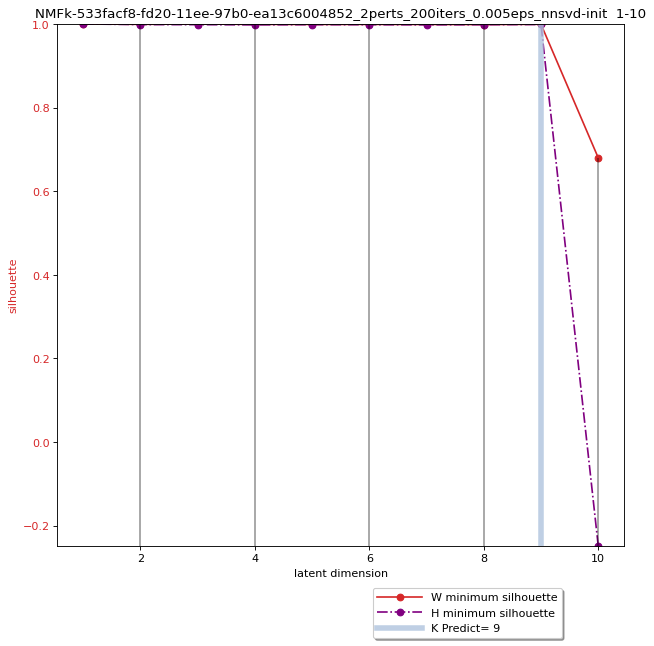 NMFk-533facf8-fd20-11ee-97b0-ea13c6004852_2perts_200iters_0.005eps_nnsvd-init  1-10
1.0
0.8
0.6
0.4
0.2
0.0
−0.2
silhouette
2 4 6 8 10
latent dimension
W minimum silhouette
H minimum silhouette
K Predict= 9